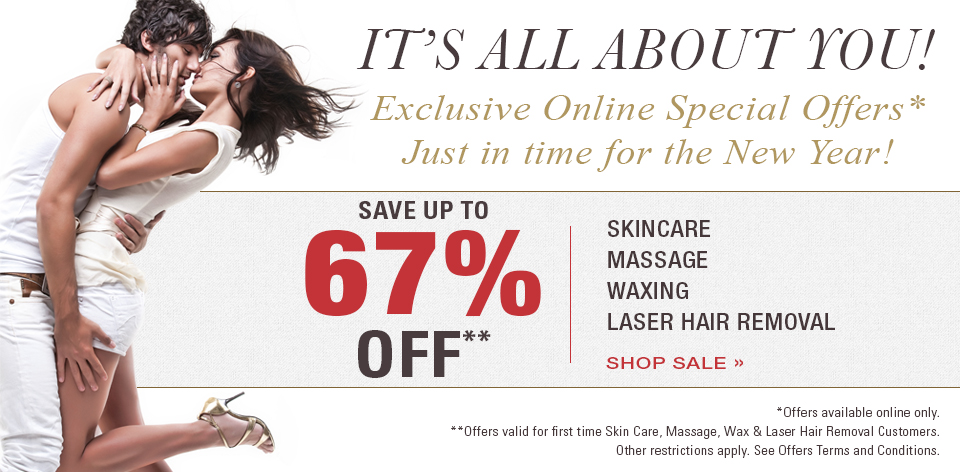 IT'S ALL ABOUT YOU!
Exclusive Online Special Offers*
Just in time for the New Year!
SAVE UP TO
67%
OFF**
SKINCARE
MASSAGE
WAXING
LASER HAIR REMOVAL
SHOP SALE »
*Offers available online only.
**Offers valid for first time Skin Care, Massage, Wax & Laser Hair Removal Customers.
Other restrictions apply. See Offers Terms and Conditions.